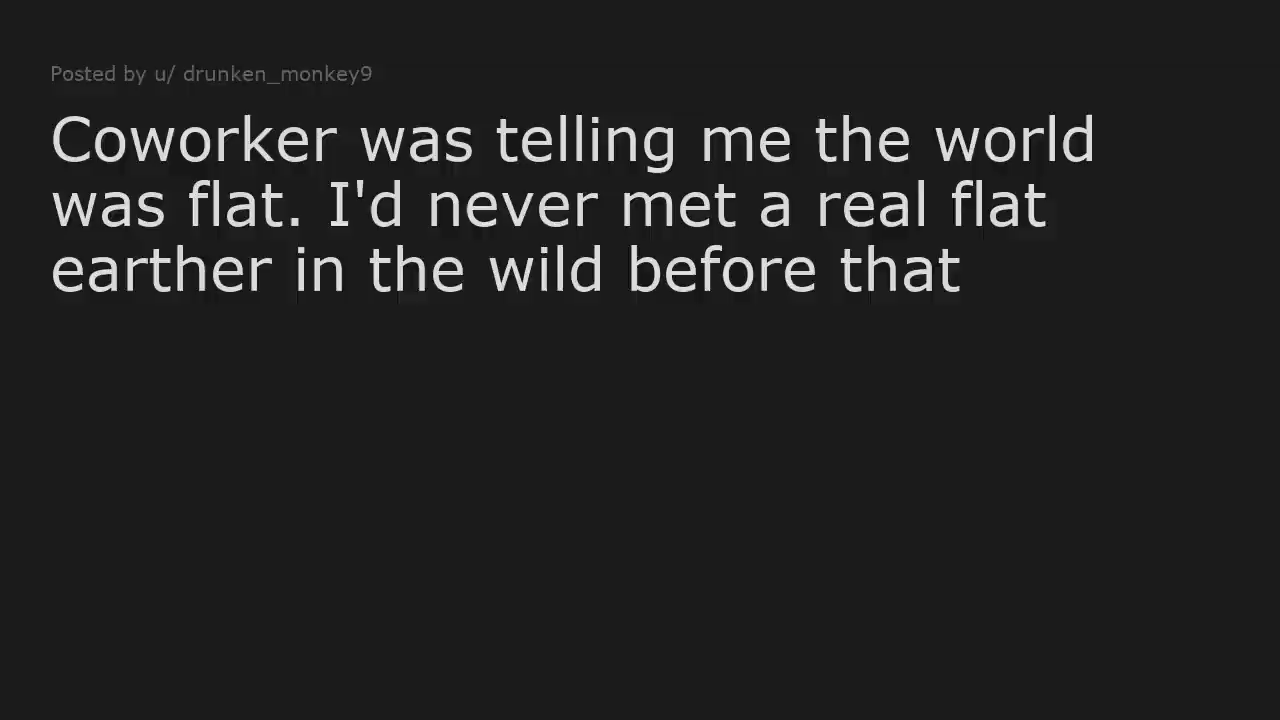 Posted by u/ drunken_monkey9
Coworker was telling me the world
was flat. I'd never met a real flat
earther in the wild before that